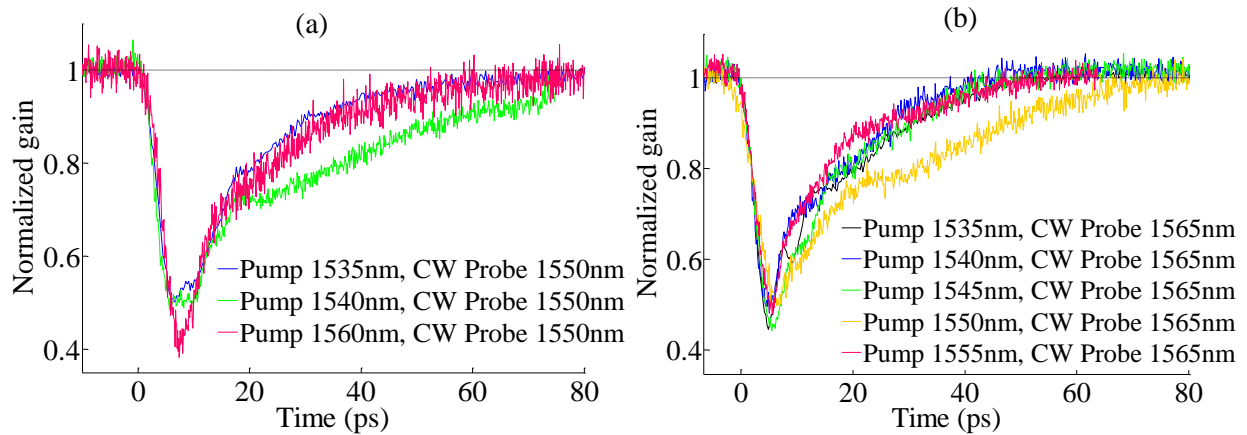 (a)
Normalized gain
1
0.8
0.6
0.4
Pump 1535nm, CW Probe 1550nm
Pump 1540nm, CW Probe 1550nm
Pump 1560nm, CW Probe 1550nm
0
20
40
60
80
Time (ps)
(b)
Normalized gain
1
0.8
0.6
0.4
Pump 1535nm, CW Probe 1565nm
Pump 1540nm, CW Probe 1565nm
Pump 1545nm, CW Probe 1565nm
Pump 1550nm, CW Probe 1565nm
Pump 1555nm, CW Probe 1565nm
0
20
40
60
80
Time (ps)